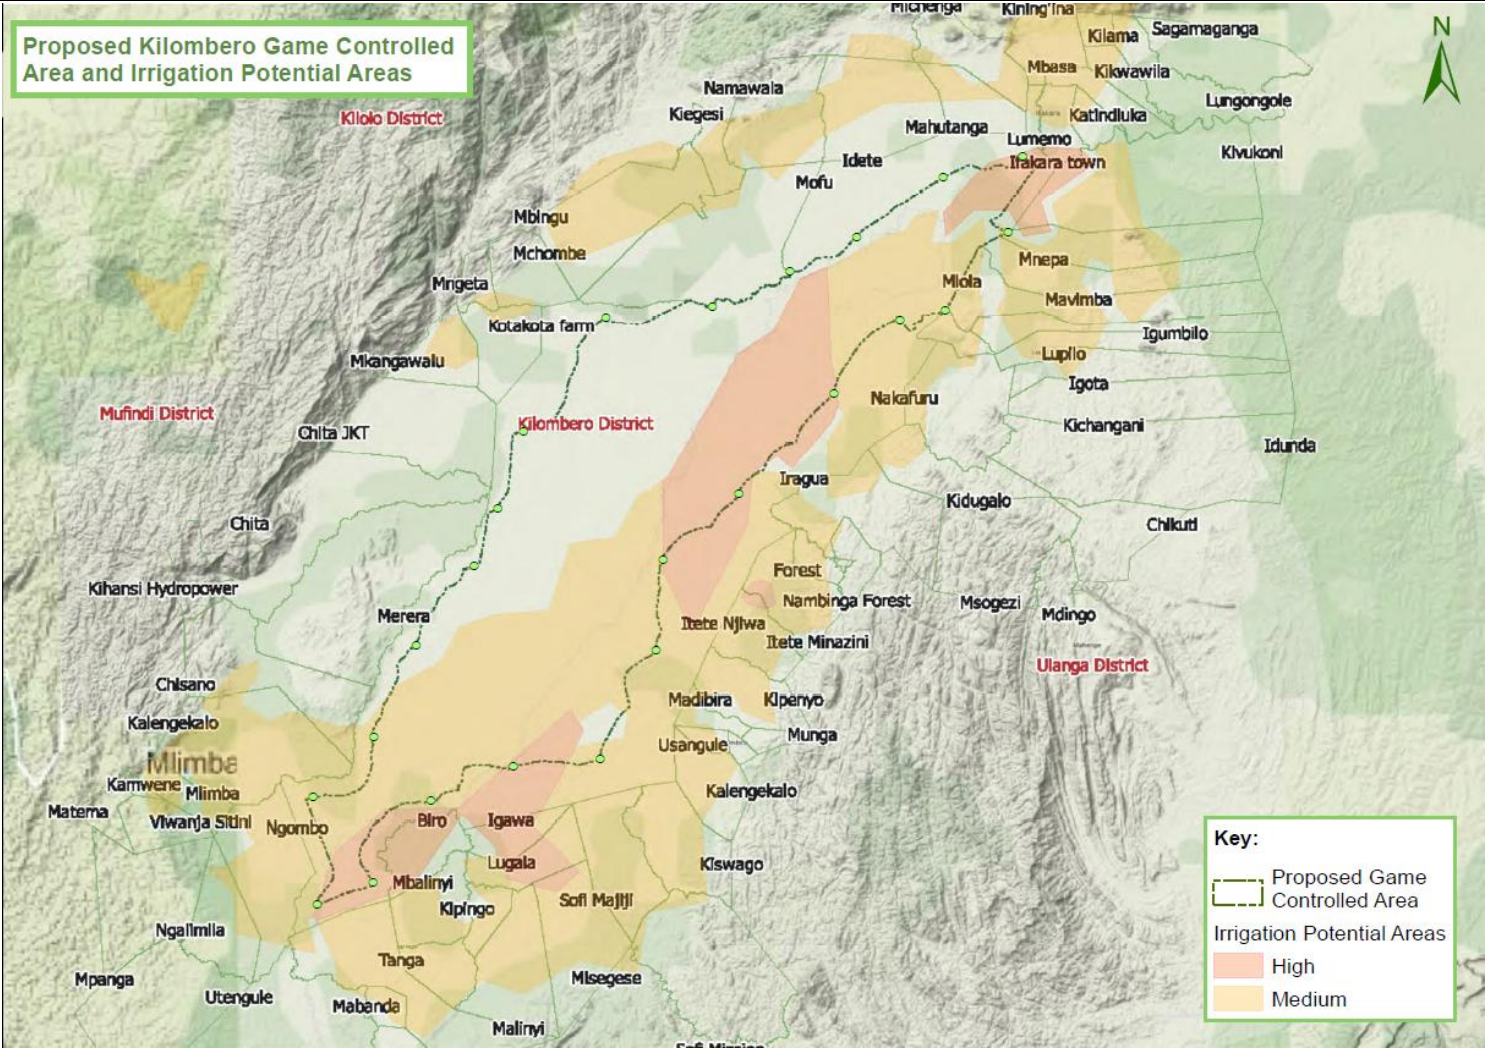 Proposed Kilombero Game Controlled
Area and Irrigation Potential Areas
Michenga
Kining'ina
N
Kilama
Sagamaganga
Mbasa
Kikwawila
Namawala
Lungongole
Kilolo District
Kiegesi
Katindiuka
Mahutanga
Lumemo
Kivukoni
Idete
Ifakara town
Mofu
Mbingu
Mchombe
Mnepa
Mngeta
Miola
Mavimba
Kotakota farm
Igumbilo
Mkangawalu
Lupilo
Igota
Nakafuru
Mufindi District
Kilombero District
Kichangani
Chita JKT
Idunda
Iragua
Kidugalo
Chita
Chikuti
Forest
Kihansi Hydropower
Nambinga Forest
Msogezi
Merera
Mdingo
Itete Njiwa
Itete Minazini
Mahenge
Ulanga District
Chisano
Madibira
Kipenyo
Kalengekalo
Munga
Usangule
Mlimba
Kamwene
Mlimba
Kalengekalo
Matema
Viwanja Sitini
Ngombo
Biro
Igawa
Lugala
Kiswago
Mbalinyi
Sofi Majiji
Kipingo
Ngalimila
Tanga
Mpanga
Misegese
Utengule
Mabanda
Malinyi
Sofi Mission
Key:
Proposed Game
Controlled Area
Irrigation Potential Areas
High
Medium